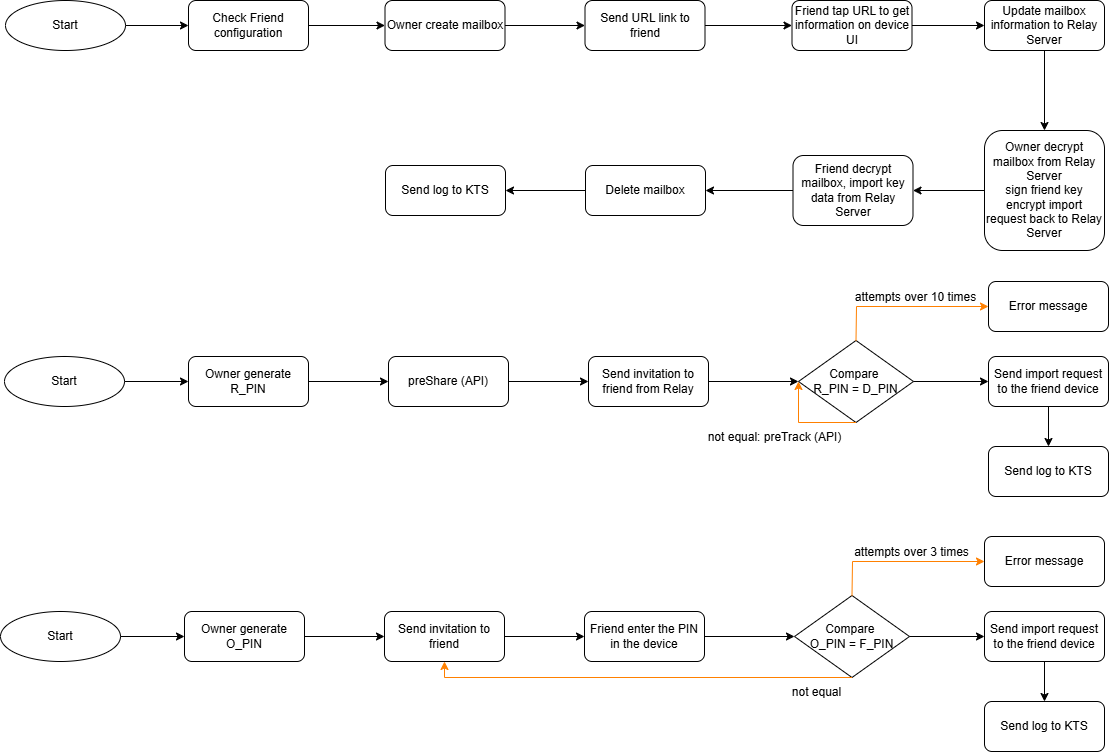 Start
Check Friend
configuration
Owner create mailbox
Send URL link to
friend
Friend tap URL to get
information on device
UI
Update mailbox
information to Relay
Server
Send log to KTS
Delete mailbox
Friend decrypt
mailbox, import key
data from Relay
Server
Owner decrypt
mailbox from Relay
Server
sign friend key
encrypt import
request back to Relay
Server
attempts over 10 times
Error message
Start
Owner generate
R_PIN
preShare (API)
Send invitation to
friend from Relay
Compare
R_PIN = D_PIN
Send import request
to the friend device
not equal: preTrack (API)
Send log to KTS
attempts over 3 times
Error message
Start
Owner generate
O_PIN
Send invitation to
friend
Friend enter the PIN
in the device
Compare
O_PIN = F_PIN
Send import request
to the friend device
not equal
Send log to KTS